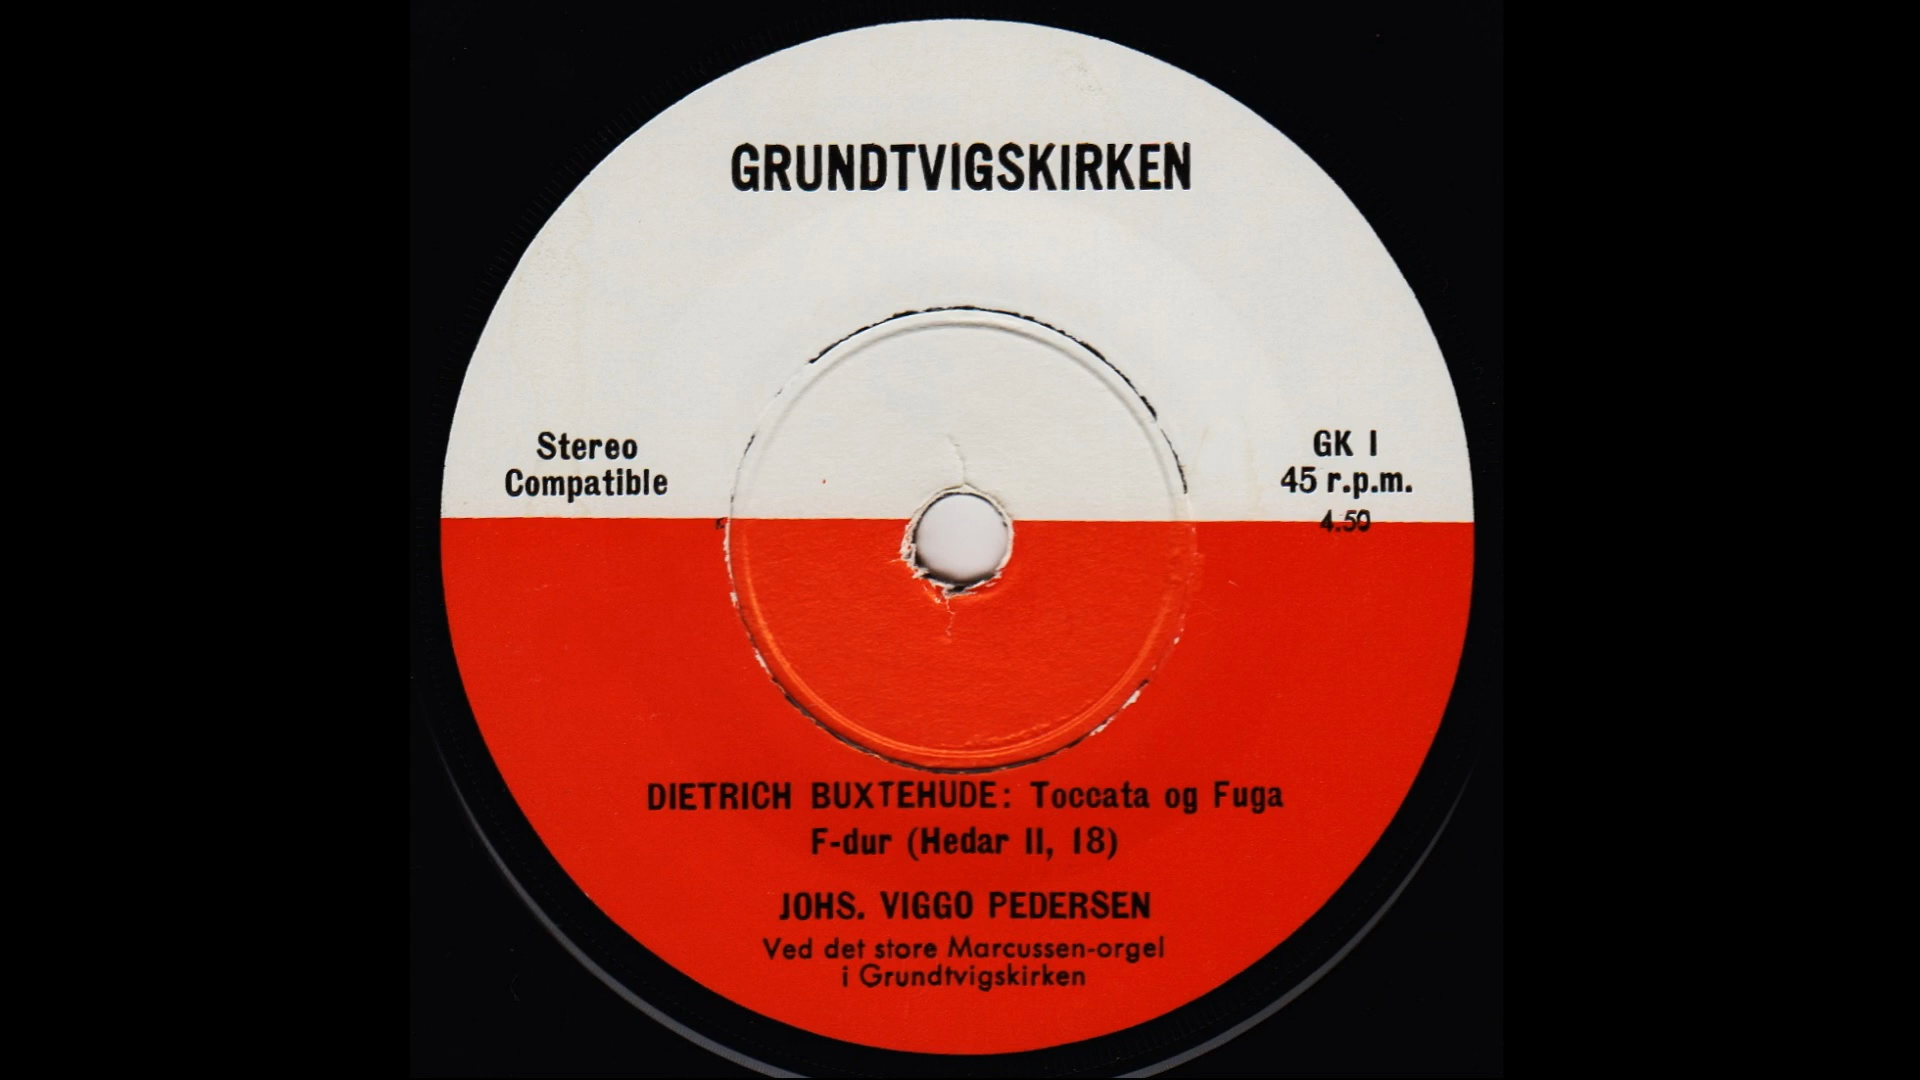 GRUNDTVIGSKIRKEN
Stereo
Compatible
GK I
45 r.p.m.
4.50
DIETRICH BUXTEHUDE: Toccata og Fuga
F-dur (Hedar II, 18)
JOHS. VIGGO PEDERSEN
Ved det store Marcussen-orgel
i Grundtvigskirken